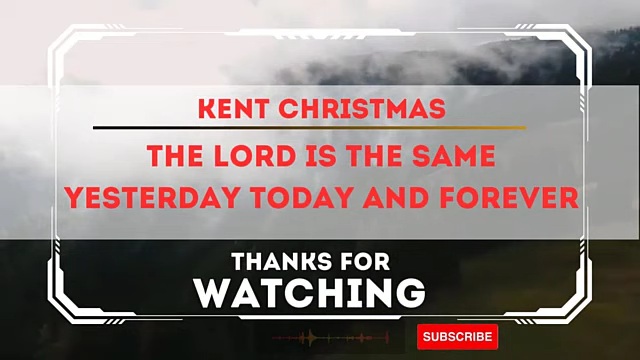 KENT CHRISTMAS
THE LORD IS THE SAME
YESTERDAY TODAY AND FOREVER
THANKS FOR
WATCHING
SUBSCRIBE